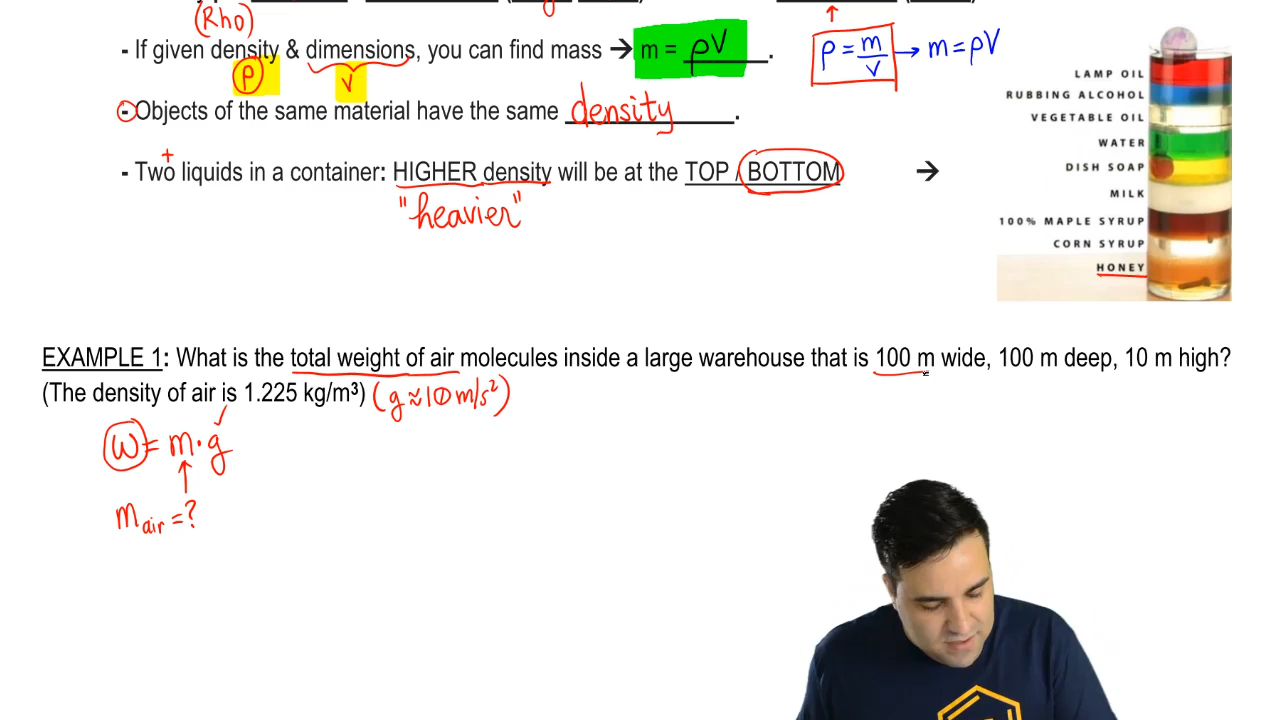 (Rho)
- If given density & dimensions, you can find mass → m = ρV.
ρ = m/V → m = ρV
ρ
V
- Objects of the same material have the same density.
+
- Two liquids in a container: HIGHER density will be at the TOP / BOTTOM →
"heavier"
LAMP OIL
RUBBING ALCOHOL
VEGETABLE OIL
WATER
DISH SOAP
MILK
100% MAPLE SYRUP
CORN SYRUP
HONEY
EXAMPLE 1: What is the total weight of air molecules inside a large warehouse that is 100 m wide, 100 m deep, 10 m high?
(The density of air is 1.225 kg/m³) (g ≈ 10 m/s²)
W = m · g
m air = ?